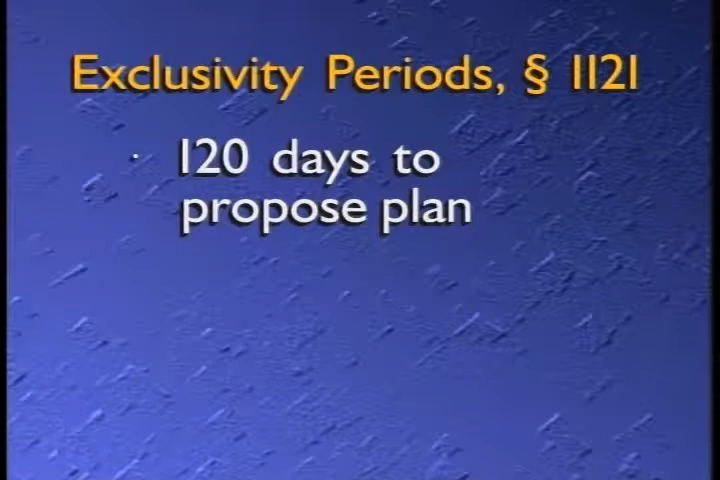 Exclusivity Periods, § 1121
· 120 days to
propose plan